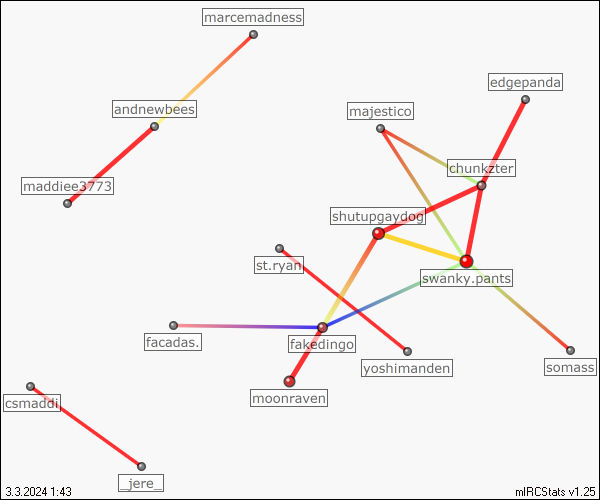 marcemadness
edgepanda
andnewbees
majestico
chunkzter
maddiee3773
shutupgaydog
st.ryan
swanky.pants
facadas.
fakedingo
yoshimanden
somass
moonraven
csmaddi
_jere_
3.3.2024 1:43
mIRCStats v1.25